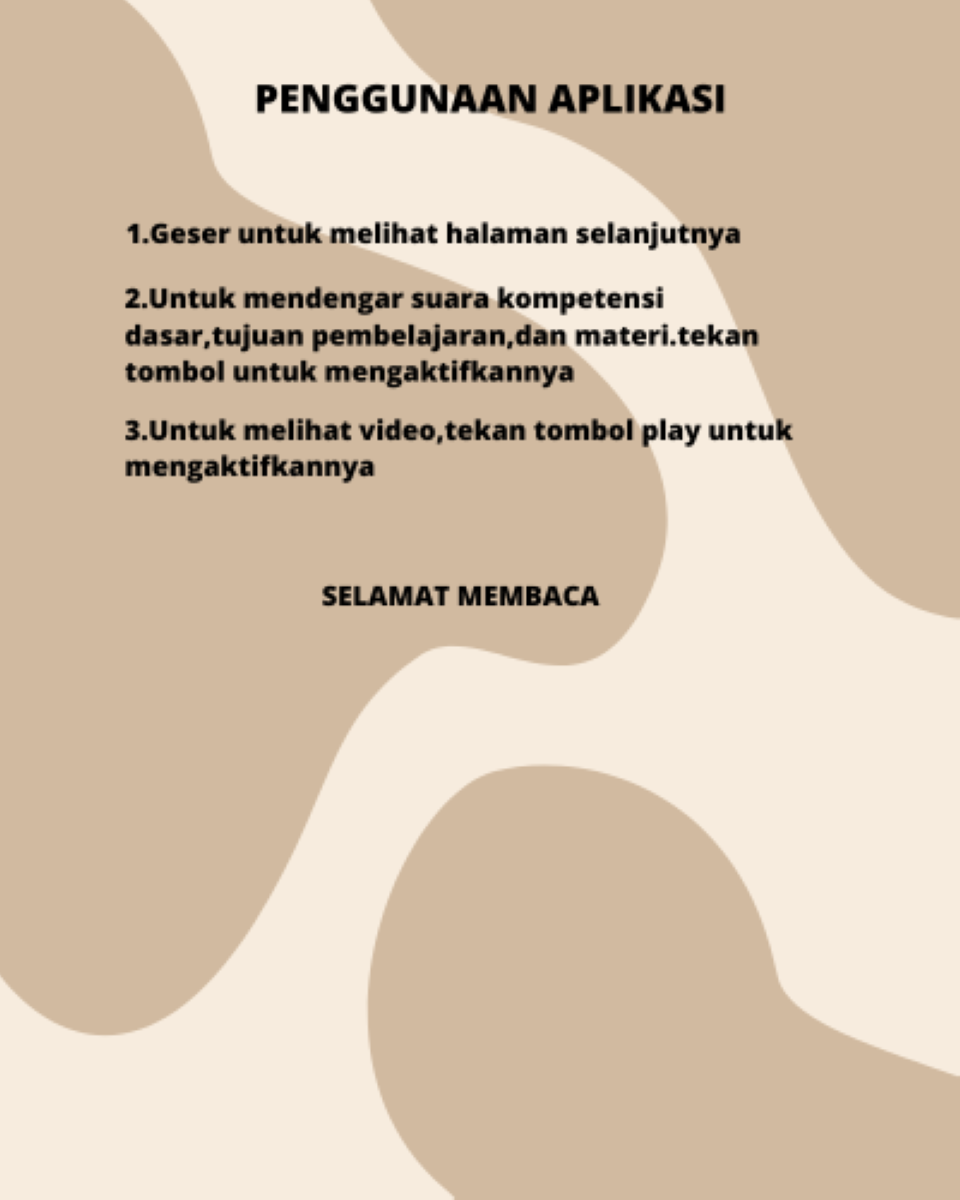 PENGGUNAAN APLIKASI
1.Geser untuk melihat halaman selanjutnya
2.Untuk mendengar suara kompetensi
dasar,tujuan pembelajaran,dan materi.tekan
tombol untuk mengaktifkannya
3.Untuk melihat video,tekan tombol play untuk
mengaktifkannya
SELAMAT MEMBACA